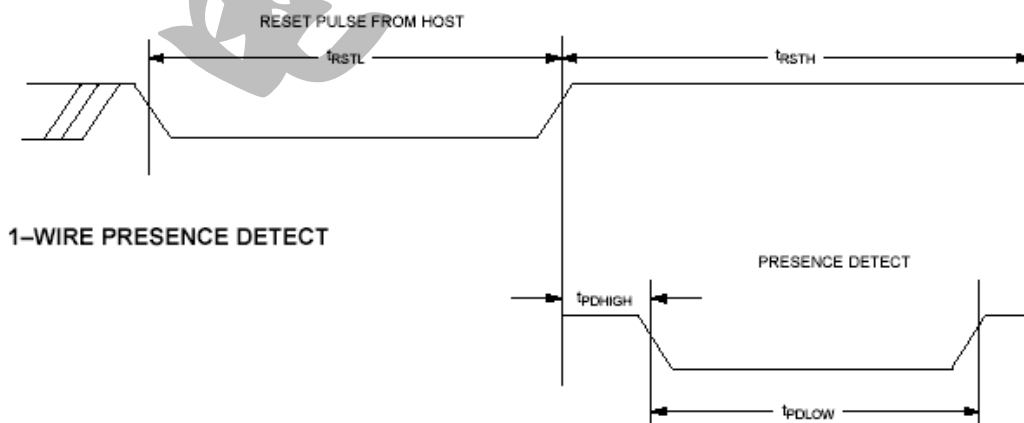 RESET PULSE FROM HOST
tRSTL
tRSTH
1–WIRE PRESENCE DETECT
PRESENCE DETECT
tPDHIGH
tPDLOW